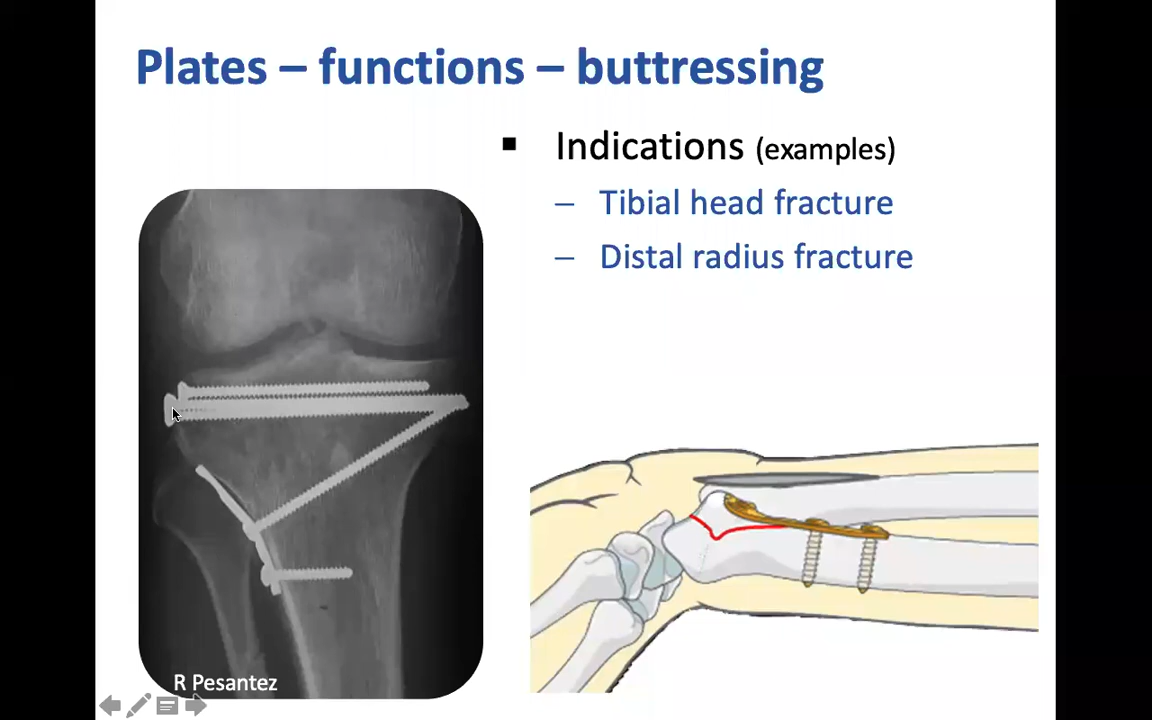 Plates – functions – buttressing
▪ Indications (examples)
– Tibial head fracture
– Distal radius fracture
R Pesantez